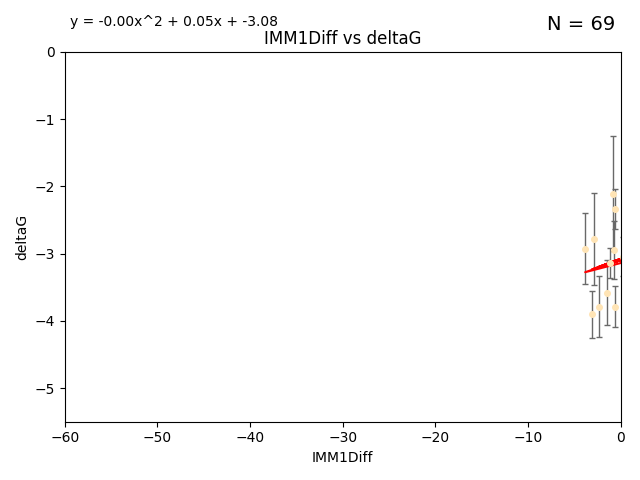 y = -0.00x^2 + 0.05x + -3.08
N = 69
IMM1Diff vs deltaG
0
−1
−2
−3
−4
−5
deltaG
−60 −50 −40 −30 −20 −10 0
IMM1Diff